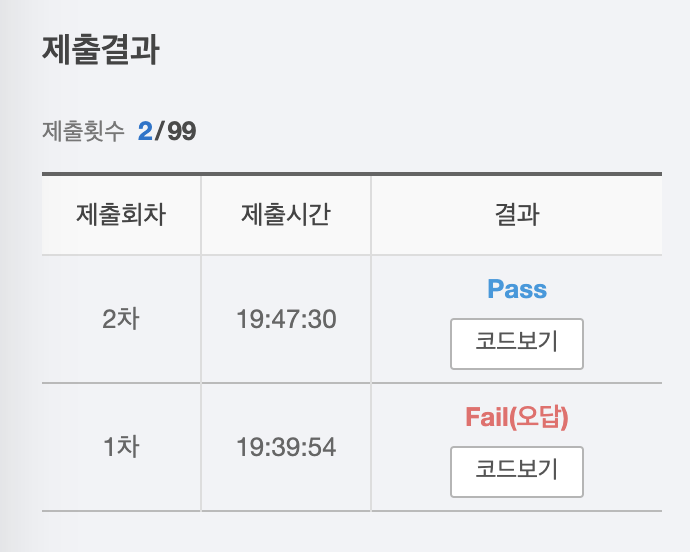 제출결과
제출횟수 2/99
제출회차 제출시간 결과
2차 19:47:30 Pass
코드보기
1차 19:39:54 Fail(오답)
코드보기